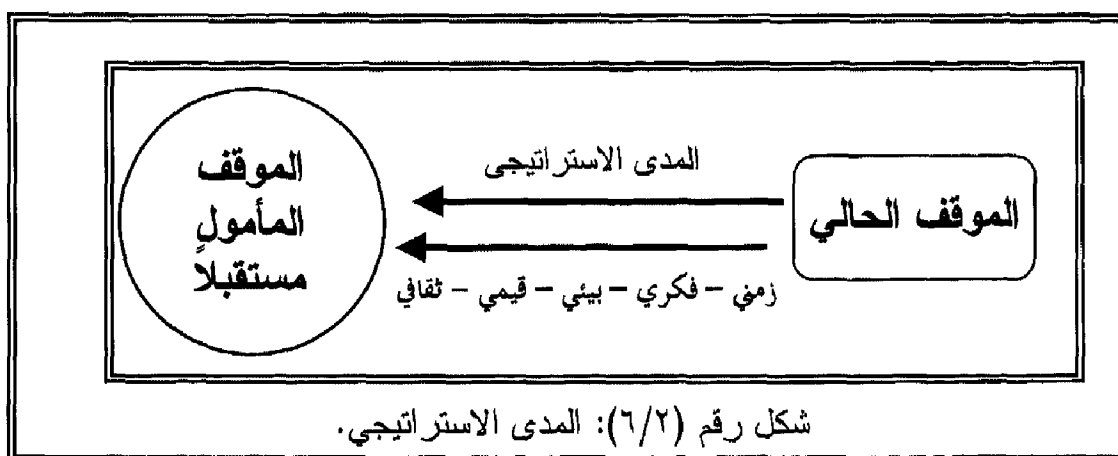 المدى الاستراتيجى
الموقف الحالي
الموقف
المأمول
مستقبلاً
زمني – فكري – بيئي – قيمي – ثقافي
شكل رقم (٦/٢): المدى الاستراتيجي.